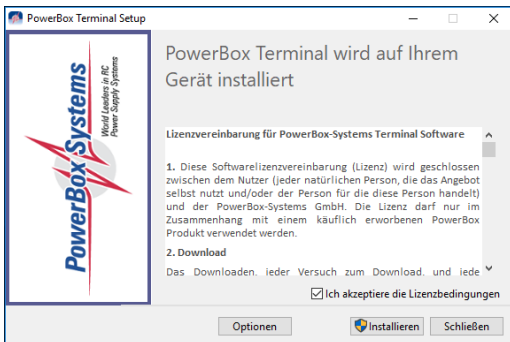 PowerBox Terminal Setup
PowerBox Systems
World Leaders in RC
Power Supply Systems
PowerBox Terminal wird auf Ihrem
Gerät installiert
Lizenzvereinbarung für PowerBox-Systems Terminal Software
1. Diese Softwarelizenzvereinbarung (Lizenz) wird geschlossen
zwischen dem Nutzer (jeder natürlichen Person, die das Angebot
selbst nutzt und/oder der Person für die diese Person handelt)
und der PowerBox-Systems GmbH. Die Lizenz darf nur im
Zusammenhang mit einem käuflich erworbenen PowerBox
Produkt verwendet werden.
2. Download
Das Downloaden, jeder Versuch zum Download, und jede
Ich akzeptiere die Lizenzbedingungen
Optionen
Installieren
Schließen